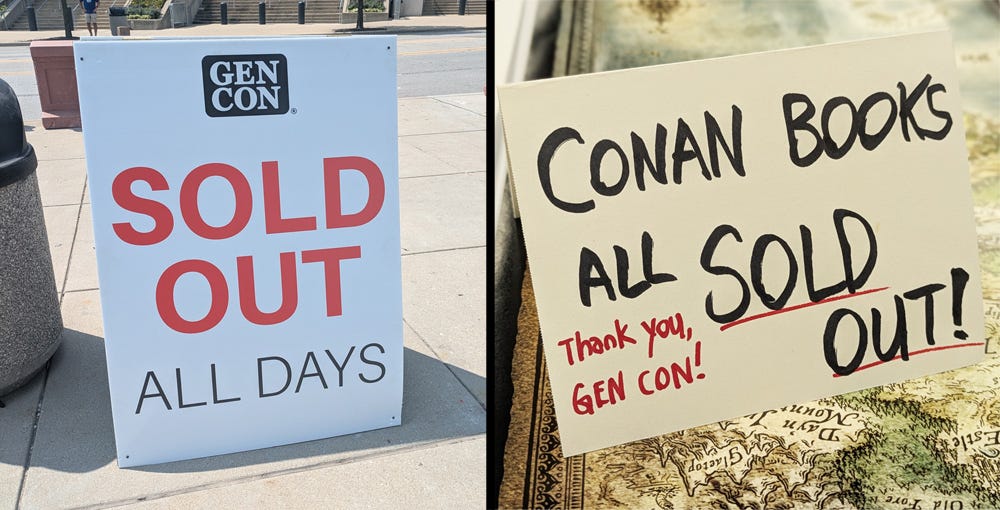 GEN
CON
®
SOLD
OUT
ALL DAYS
CONAN BOOKS
ALL SOLD
OUT!
Thank you,
GEN CON!